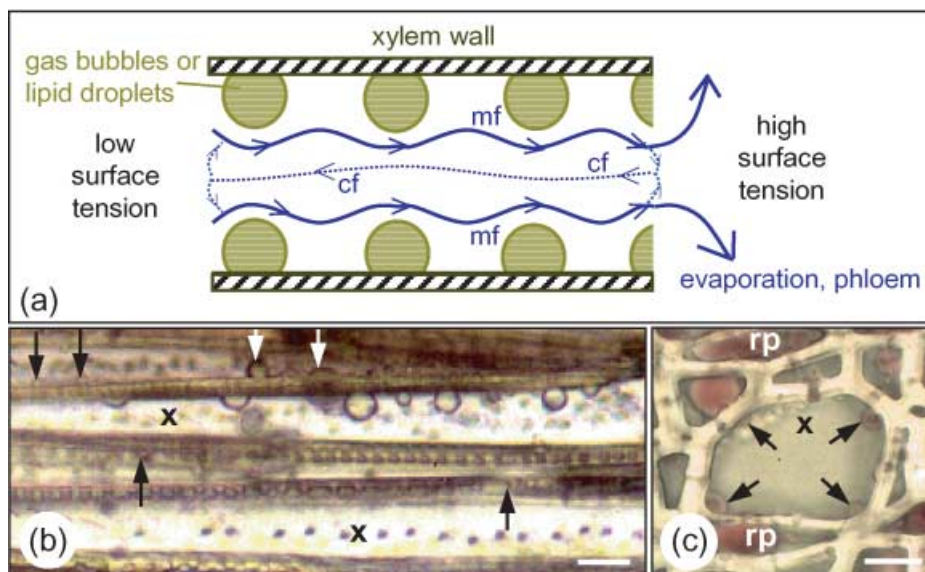 xylem wall
gas bubbles or
lipid droplets
mf
low
surface
tension
high
surface
tension
cf
cf
mf
evaporation, phloem
(a)
x
x
(b)
rp
x
rp
(c)